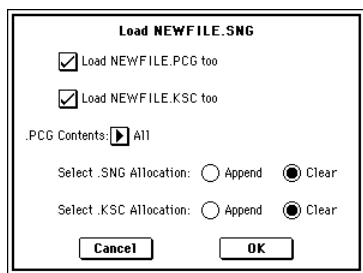 Load NEWFILE.SNG
Load NEWFILE.PCG too
Load NEWFILE.KSC too
.PCG Contents: All
Select .SNG Allocation: Append Clear
Select .KSC Allocation: Append Clear
Cancel OK